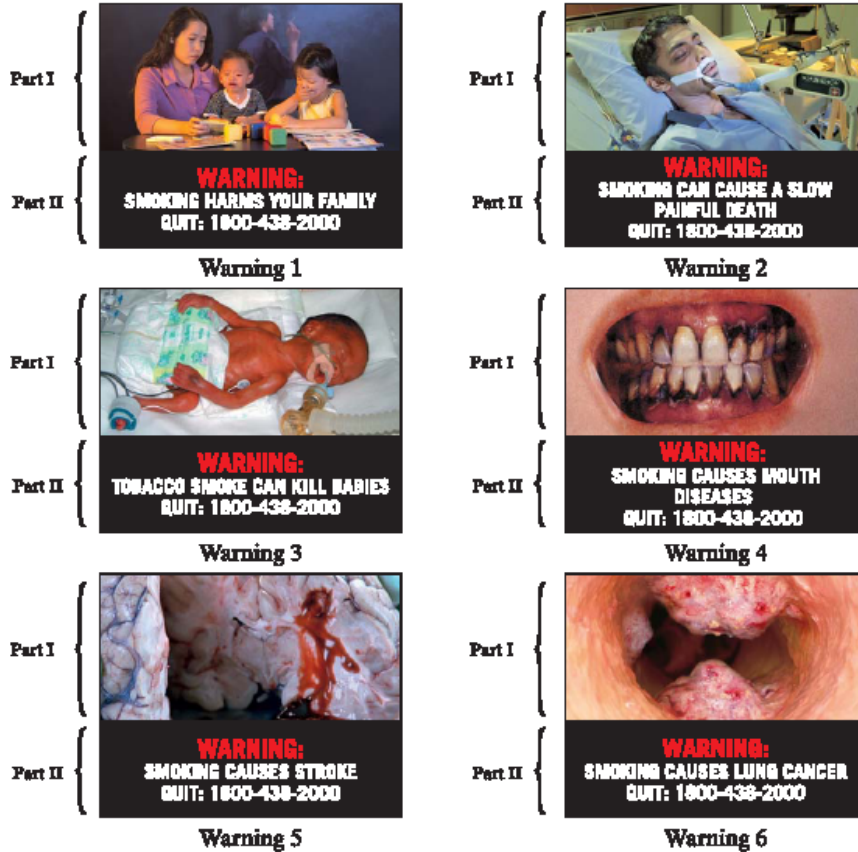 Part I
Part II
WARNING:
SMOKING HARMS YOUR FAMILY
QUIT: 1800-438-2000
Warning 1
Part I
Part II
WARNING:
SMOKING CAN CAUSE A SLOW
PAINFUL DEATH
QUIT: 1800-438-2000
Warning 2
Part I
Part II
WARNING:
TOBACCO SMOKE CAN KILL BABIES
QUIT: 1800-438-2000
Warning 3
Part I
Part II
WARNING:
SMOKING CAUSES MOUTH
DISEASES
QUIT: 1800-438-2000
Warning 4
Part I
Part II
WARNING:
SMOKING CAUSES STROKE
QUIT: 1800-438-2000
Warning 5
Part I
Part II
WARNING:
SMOKING CAUSES LUNG CANCER
QUIT: 1800-438-2000
Warning 6